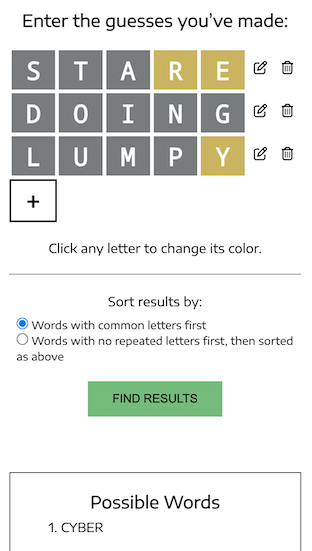 Enter the guesses you’ve made:
S T A R E
D O I N G
L U M P Y
+
Click any letter to change its color.
Sort results by:
Words with common letters first
Words with no repeated letters first, then sorted
as above
FIND RESULTS
Possible Words
1. CYBER